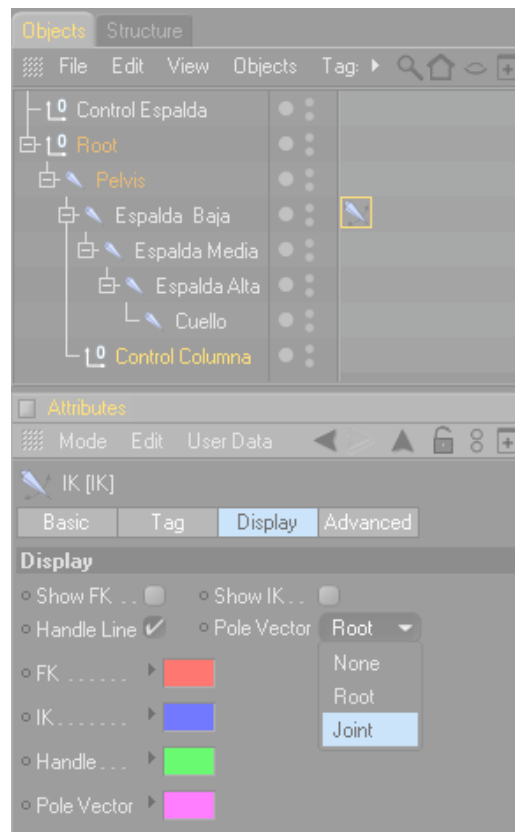 Objects Structure
File Edit View Objects Tag:
Control Espalda
Root
Pelvis
Espalda Baja
Espalda Media
Espalda Alta
Cuello
Control Columna
Attributes
Mode Edit User Data
IK [IK]
Basic Tag Display Advanced
Display
Show FK . . Show IK . .
Handle Line Pole Vector Root
None
FK . . . . . .
Root
IK . . . . . . .
Joint
Handle . . .
Pole Vector